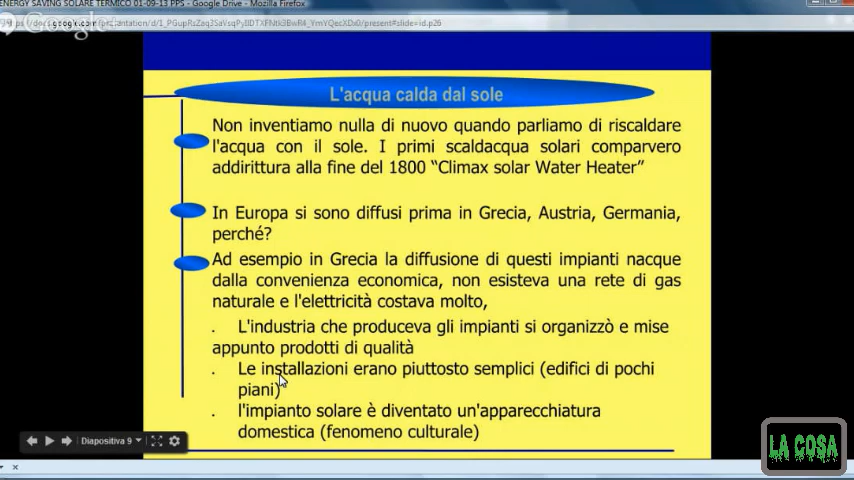 ENERGY SAVING SOLARE TERMICO 01-09-13 PPS - Google Drive - Mozilla Firefox
Google
L'acqua calda dal sole
Non inventiamo nulla di nuovo quando parliamo di riscaldare
l'acqua con il sole. I primi scaldacqua solari comparvero
addirittura alla fine del 1800 “Climax solar Water Heater”
In Europa si sono diffusi prima in Grecia, Austria, Germania,
perché?
Ad esempio in Grecia la diffusione di questi impianti nacque
dalla convenienza economica, non esisteva una rete di gas
naturale e l'elettricità costava molto,
. L'industria che produceva gli impianti si organizzò e mise
appunto prodotti di qualità
. Le installazioni erano piuttosto semplici (edifici di pochi
piani)
. l'impianto solare è diventato un'apparecchiatura
domestica (fenomeno culturale)
Diapositiva 9
LA COSA